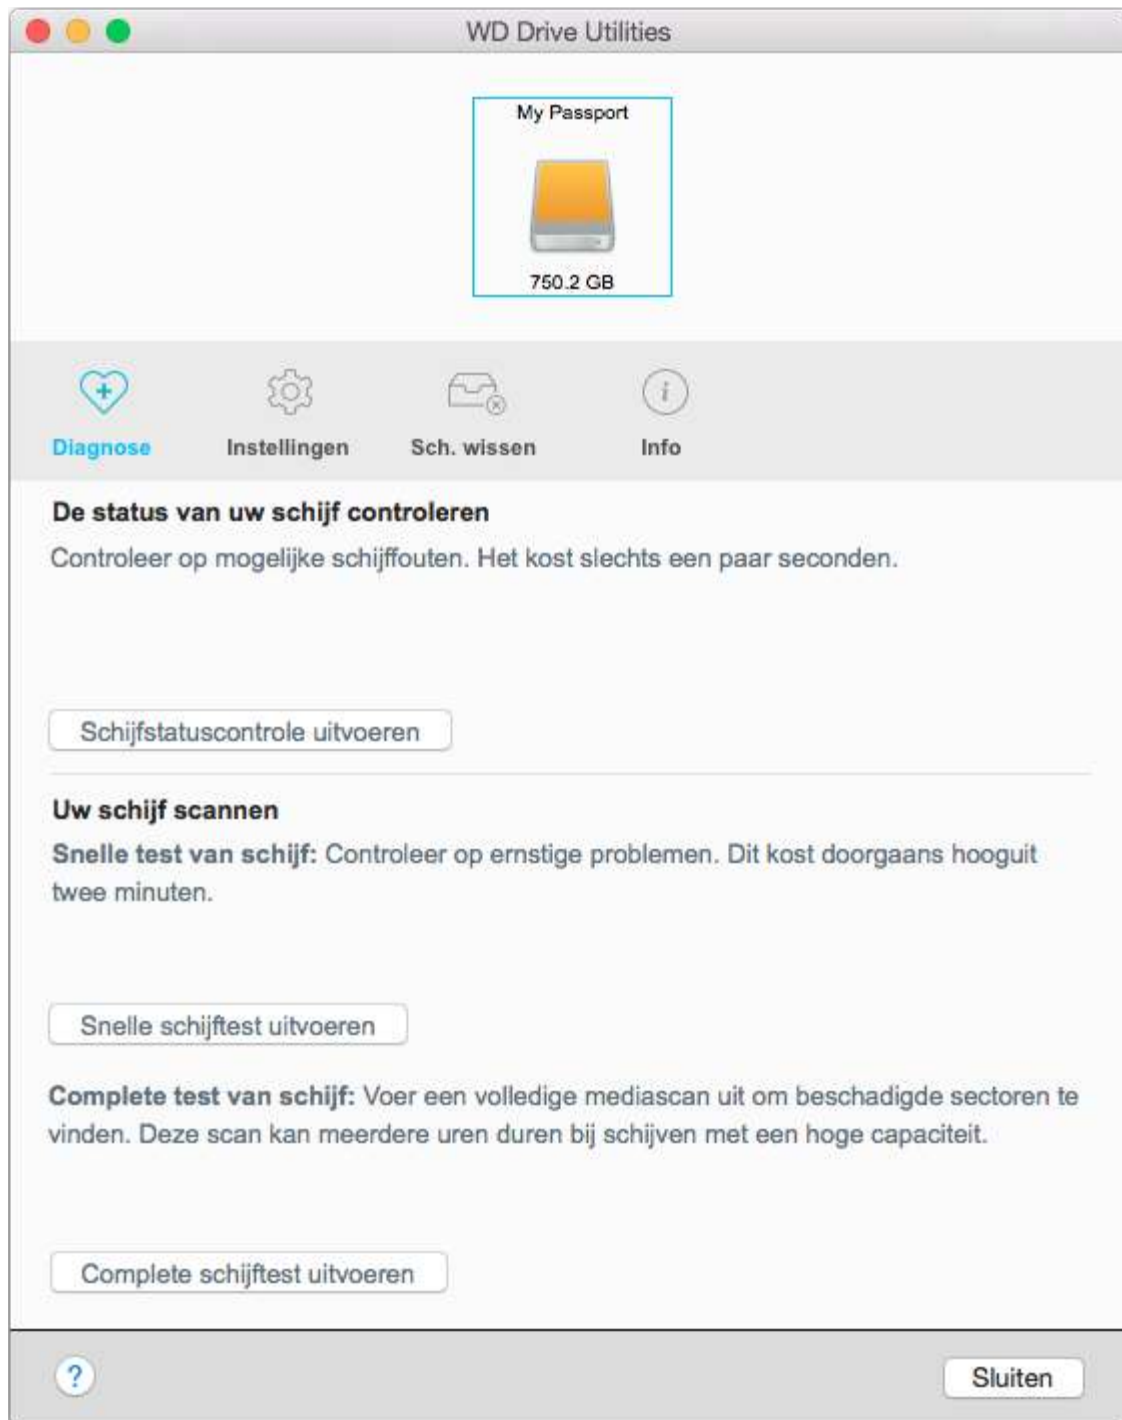 WD Drive Utilities
My Passport
750.2 GB
Diagnose
Instellingen
Sch. wissen
Info
De status van uw schijf controleren
Controleer op mogelijke schijffouten. Het kost slechts een paar seconden.
Schijfstatuscontrole uitvoeren
Uw schijf scannen
Snelle test van schijf: Controleer op ernstige problemen. Dit kost doorgaans hooguit
twee minuten.
Snelle schijftest uitvoeren
Complete test van schijf: Voer een volledige mediascan uit om beschadigde sectoren te
vinden. Deze scan kan meerdere uren duren bij schijven met een hoge capaciteit.
Complete schijftest uitvoeren
?
Sluiten